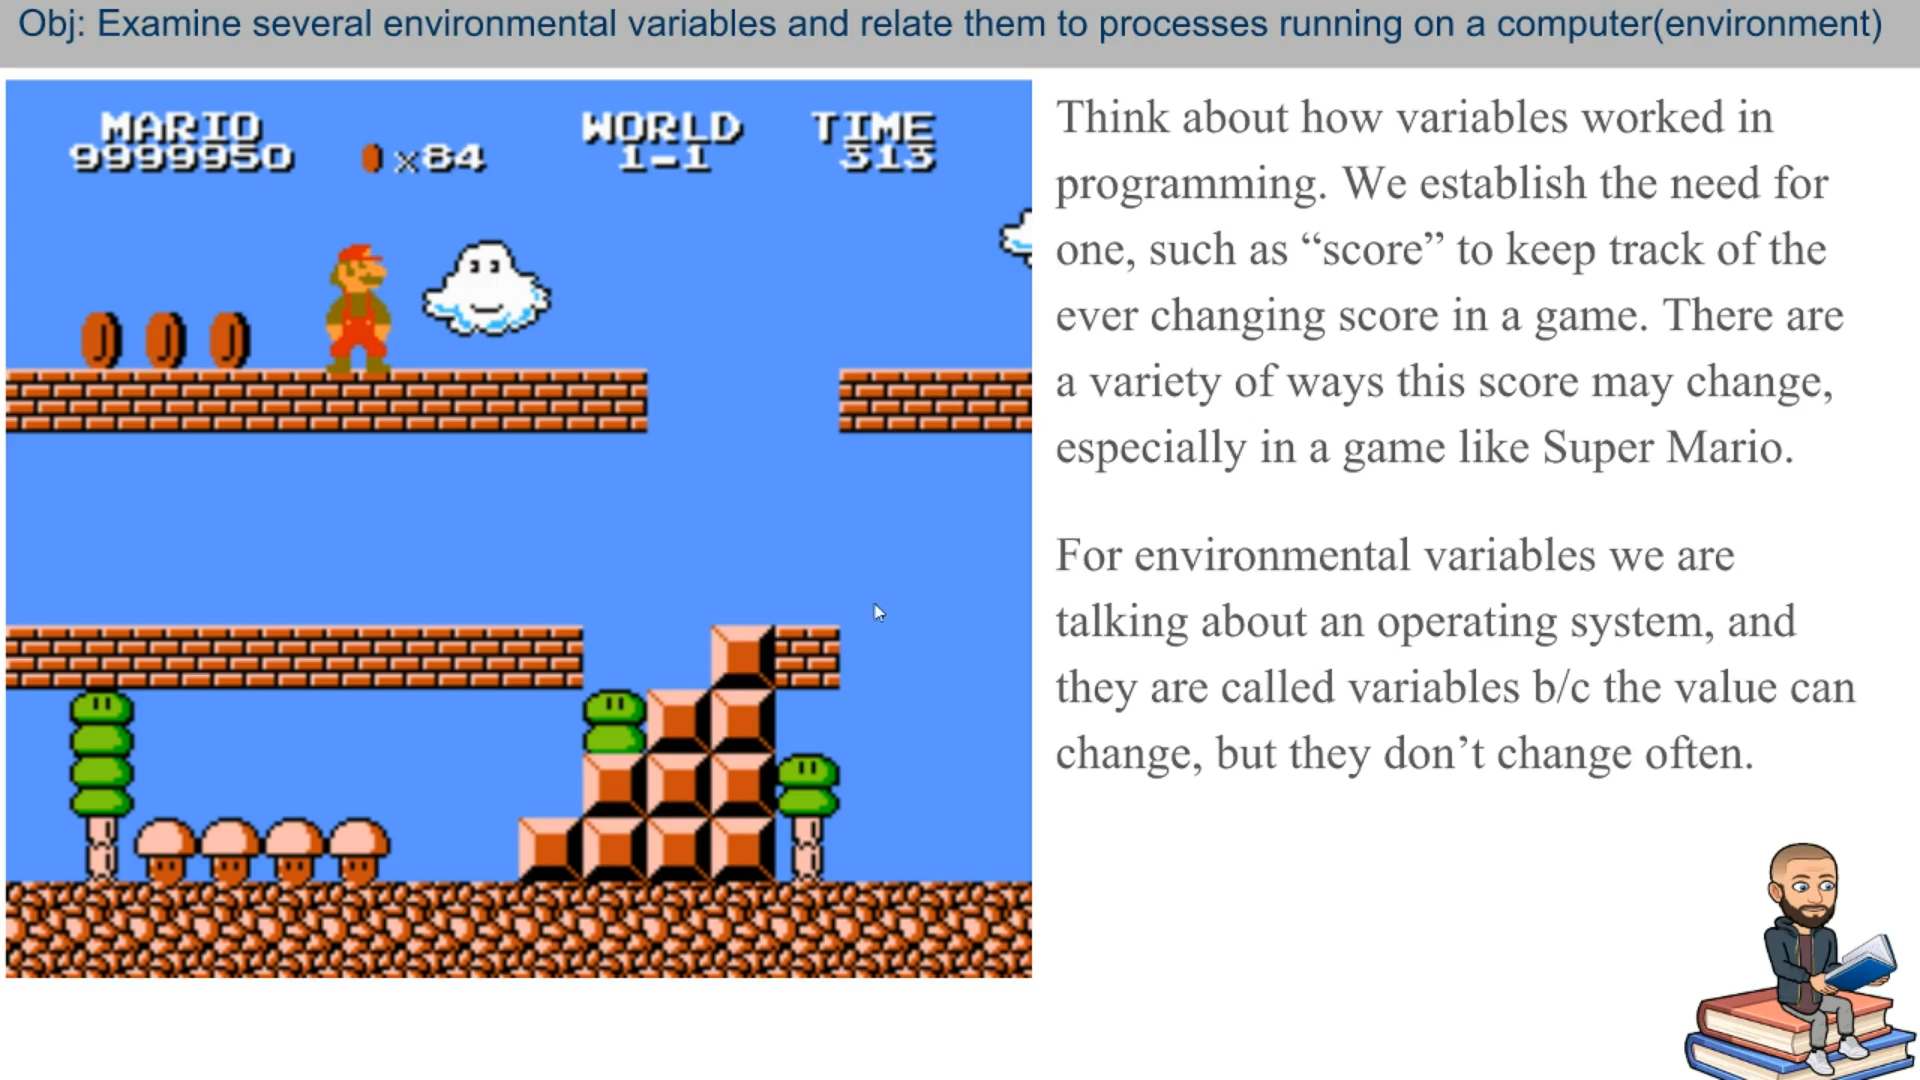 Obj: Examine several environmental variables and relate them to processes running on a computer(environment)
MARIO WORLD TIME
9999950 x84 1-1 313
Think about how variables worked in
programming. We establish the need for
one, such as “score” to keep track of the
ever changing score in a game. There are
a variety of ways this score may change,
especially in a game like Super Mario.
For environmental variables we are
talking about an operating system, and
they are called variables b/c the value can
change, but they don’t change often.